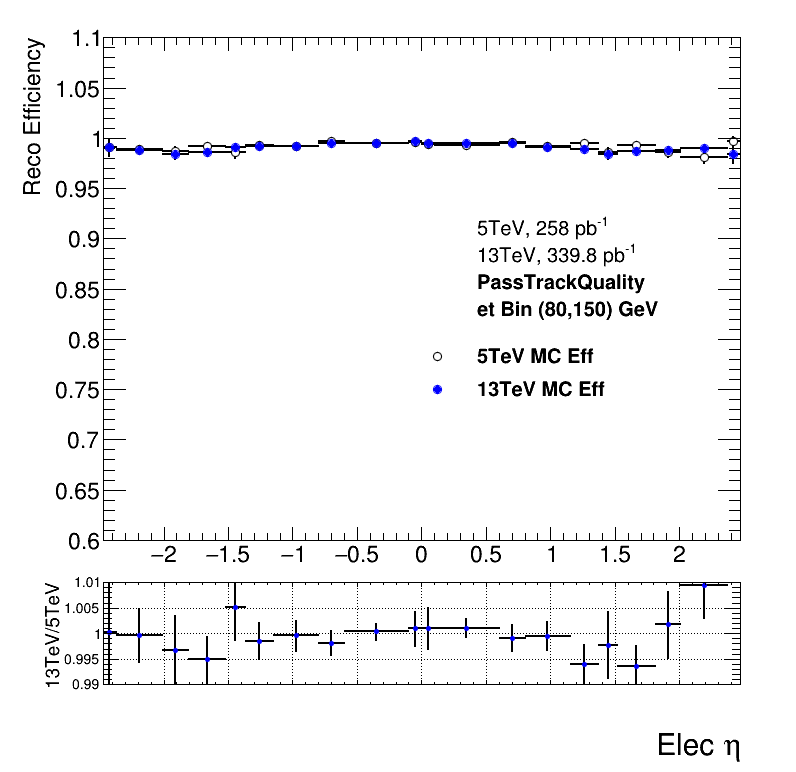 Reco Efficiency
1.1
1.05
1
0.95
0.9
0.85
0.8
0.75
0.7
0.65
0.6
5TeV, 258 pb⁻¹
13TeV, 339.8 pb⁻¹
PassTrackQuality
et Bin (80,150) GeV
5TeV MC Eff
13TeV MC Eff
−2 −1.5 −1 −0.5 0 0.5 1 1.5 2
13TeV/5TeV
1.01
1.005
1
0.995
0.99
Elec η